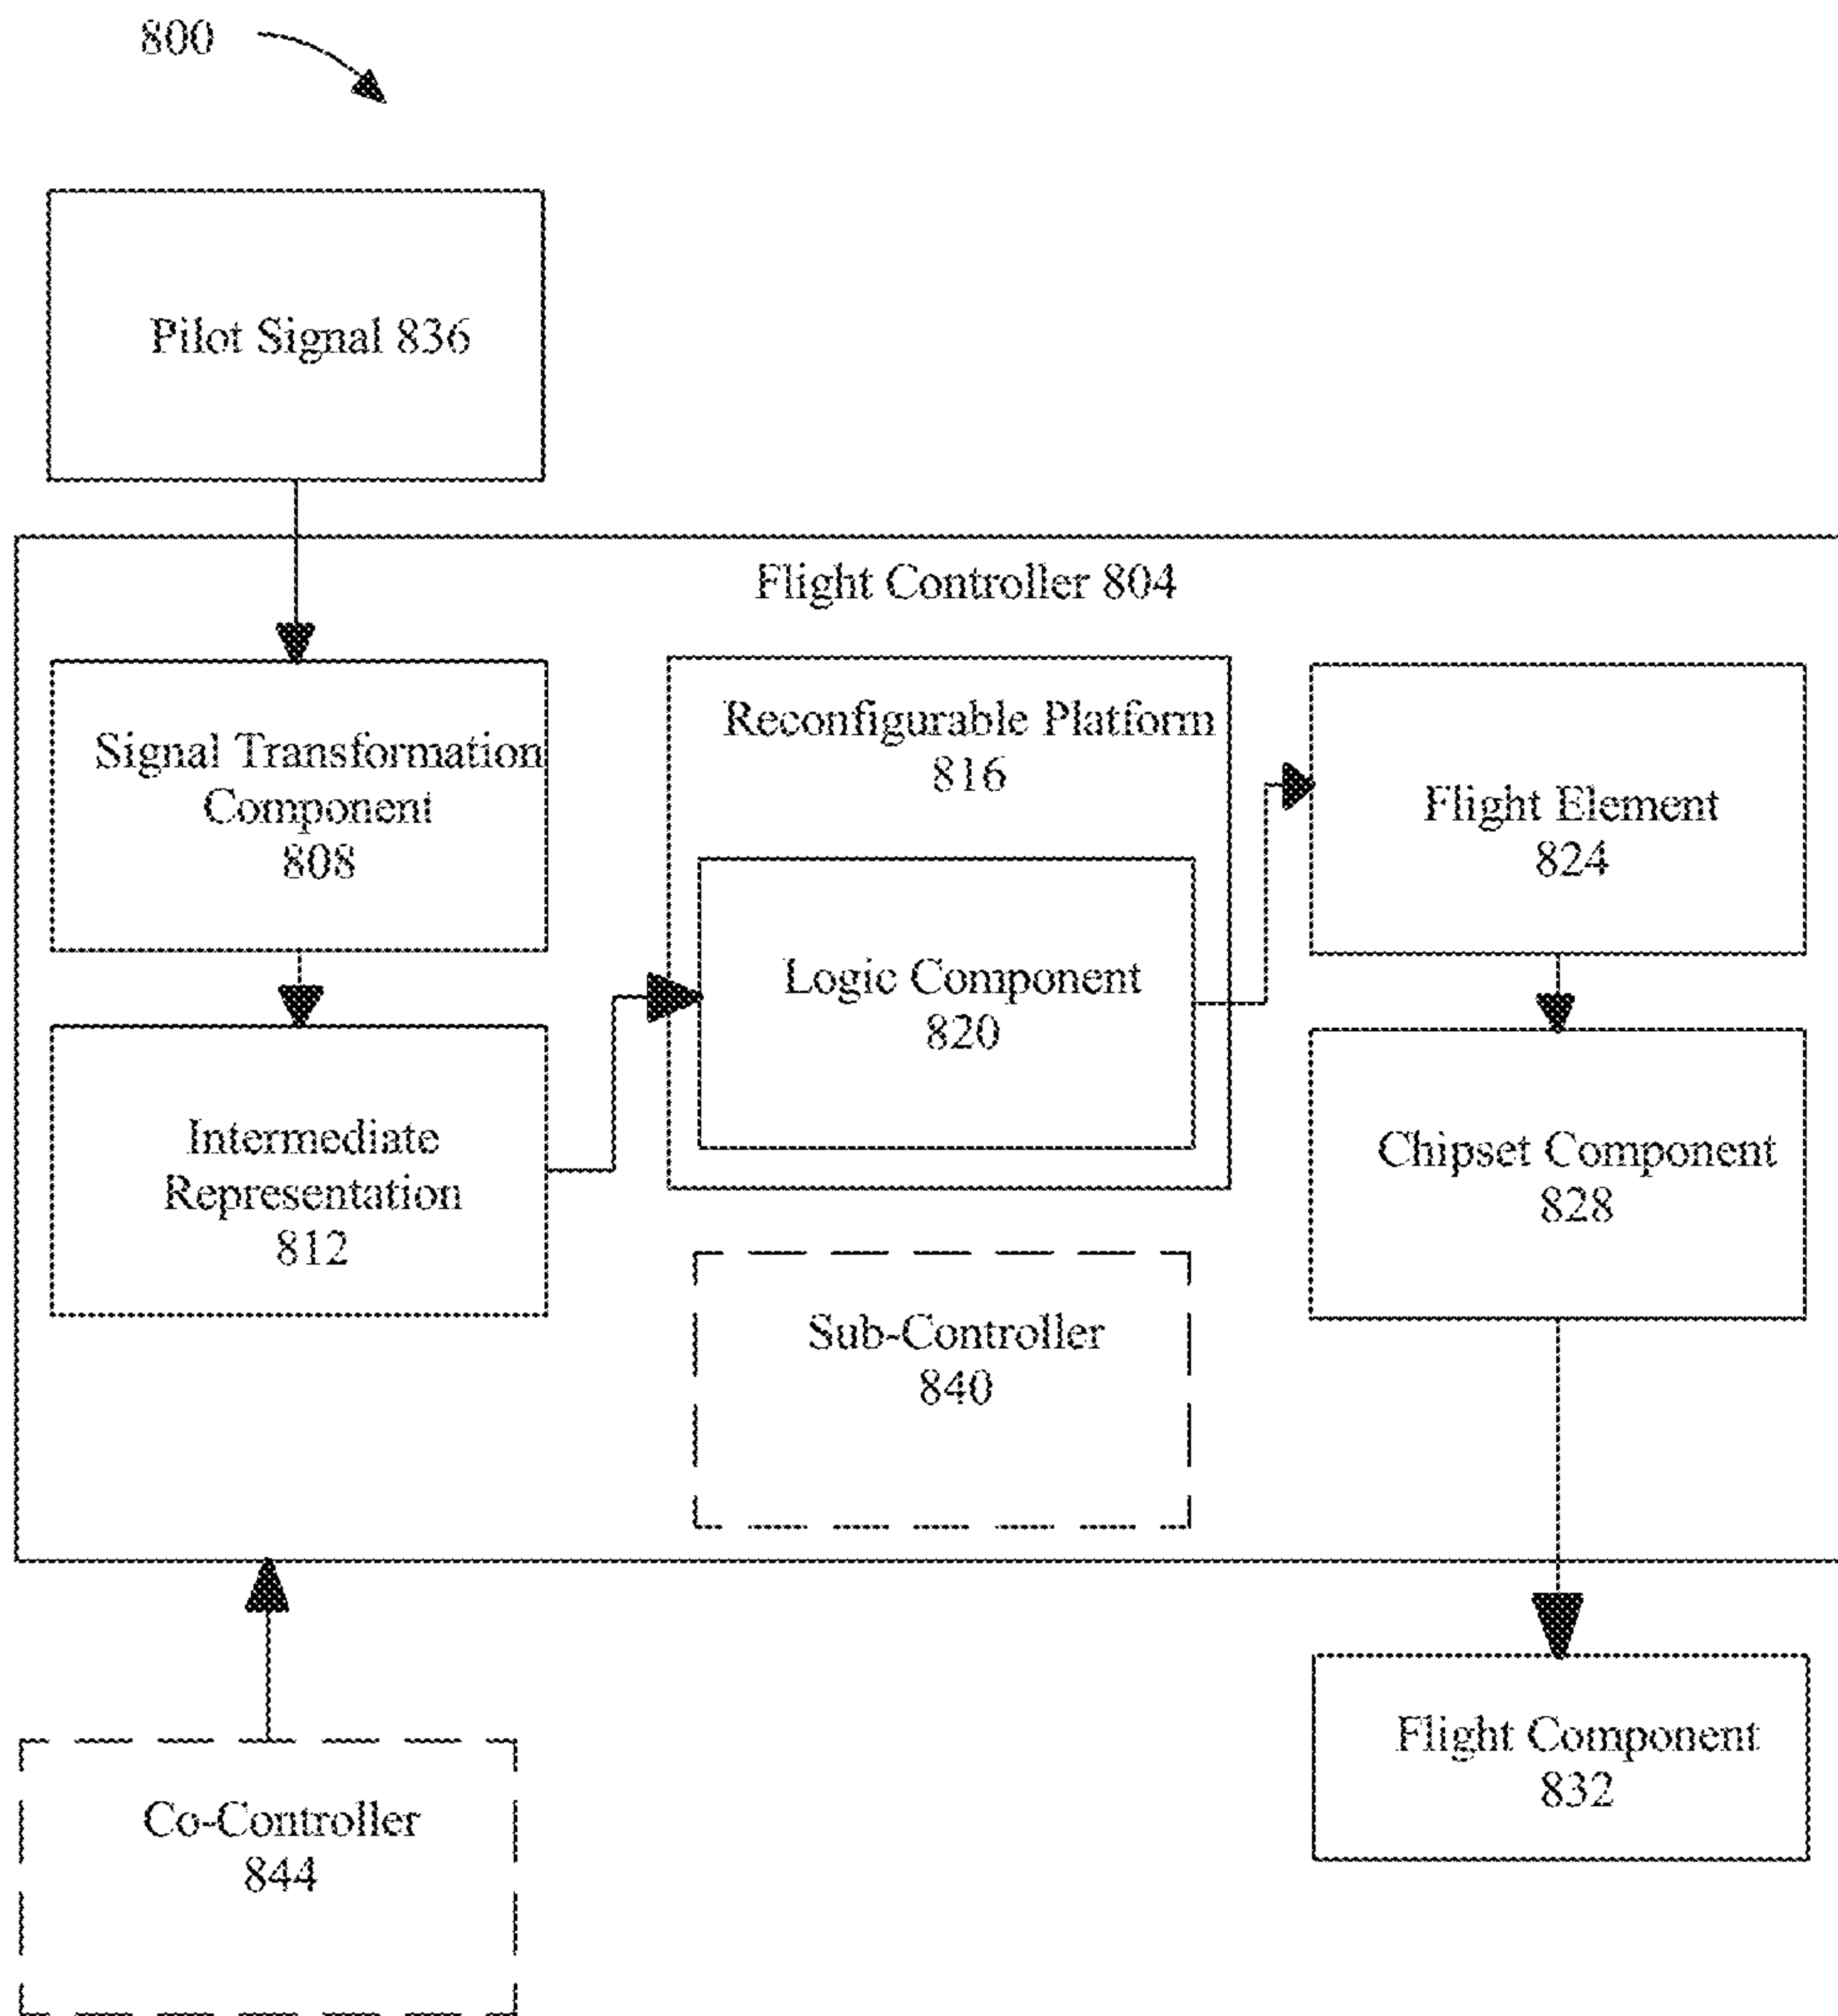 800
Pilot Signal 836
Flight Controller 804
Signal Transformation
Component
808
Reconfigurable Platform
816
Flight Element
824
Logic Component
820
Intermediate
Representation
812
Chipset Component
828
Sub-Controller
840
Flight Component
832
Co-Controller
844